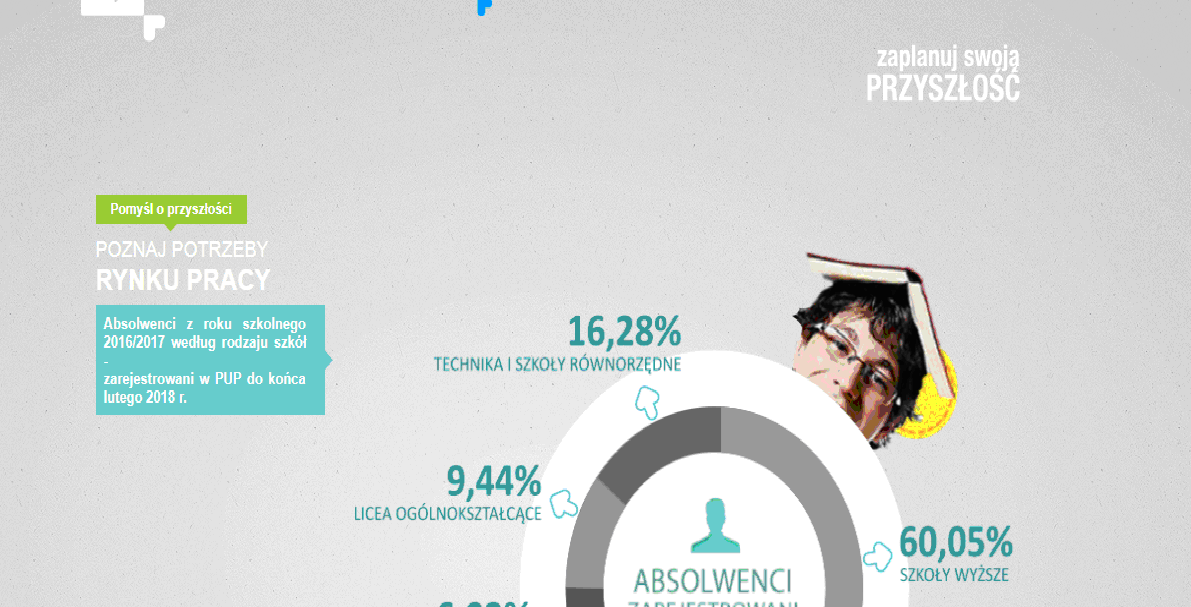 zaplanuj swoją
PRZYSZŁOŚĆ
Pomyśl o przyszłości
POZNAJ POTRZEBY
RYNKU PRACY
Absolwenci z roku szkolnego
2016/2017 według rodzaju szkół
-
zarejestrowani w PUP do końca
lutego 2018 r.
16,28%
TECHNIKA I SZKOŁY RÓWNORZĘDNE
9,44%
LICEA OGÓLNOKSZTAŁCĄCE
60,05%
SZKOŁY WYŻSZE
ABSOLWENCI
ZAREJESTROWANI